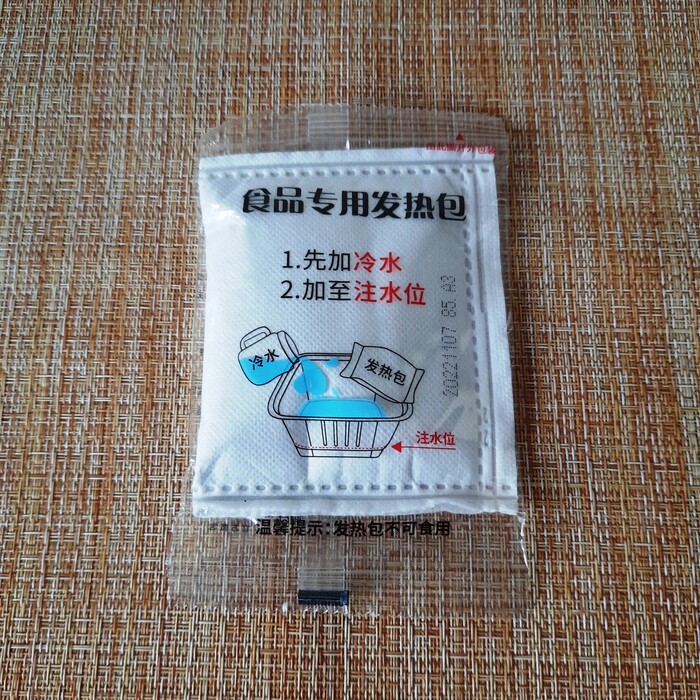 食品专用发热包
1.先加冷水
2.加至注水位
20221107 85 A3
冷水
发热包
注水位
温馨提示:发热包不可食用